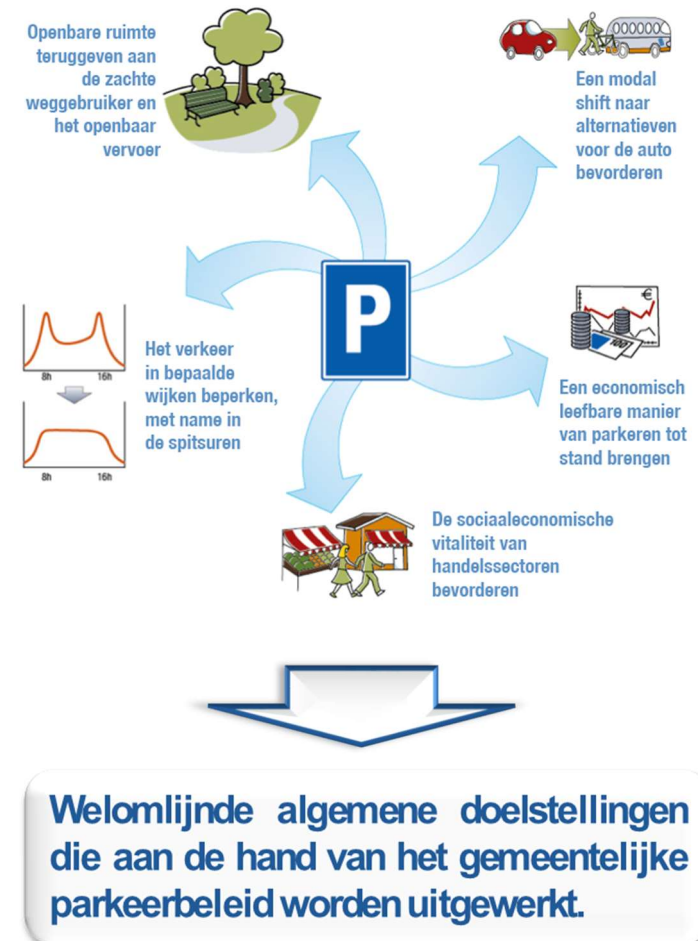 Openbare ruimte
teruggeven aan
de zachte
weggebruiker en
het openbaar
vervoer
Een modal
shift naar
alternatieven
voor de auto
bevorderen
P
8h 16h
8h 16h
Het verkeer
in bepaalde
wijken beperken,
met name in
de spitsuren
€
100
Een economisch
leefbare manier
van parkeren tot
stand brengen
De sociaaleconomische
vitaliteit van
handelssectoren
bevorderen
Welomlijnde algemene doelstellingen
die aan de hand van het gemeentelijke
parkeerbeleid worden uitgewerkt.